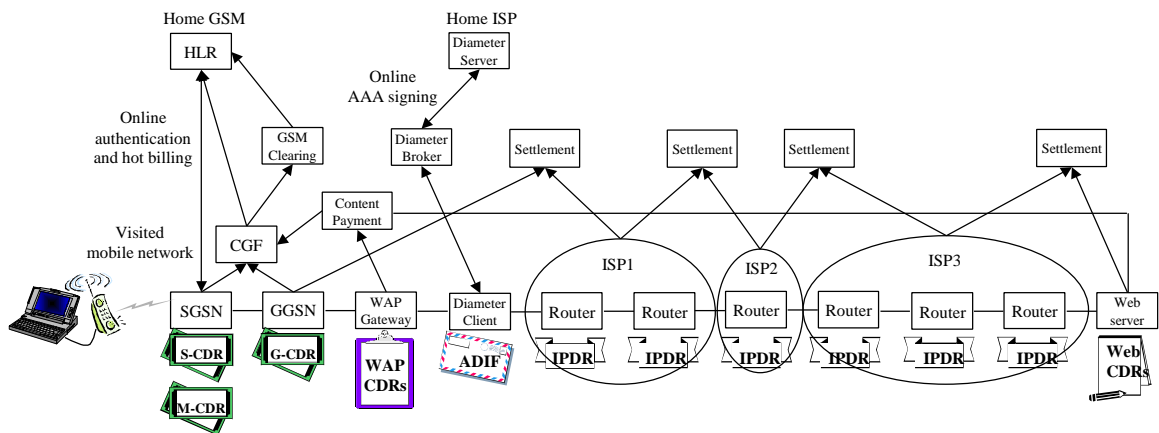 Home GSM
Home ISP
HLR
Diameter
Server
Online
AAA signing
Online
authentication
and hot billing
GSM
Clearing
Diameter
Broker
Settlement
Settlement
Settlement
Settlement
Content
Payment
Visited
mobile network
CGF
ISP1
ISP2
ISP3
SGSN
GGSN
WAP
Gateway
Diameter
Client
Router
Router
Router
Router
Router
Router
Web
server
S-CDR
G-CDR
WAP
CDRs
ADIF
IPDR
IPDR
IPDR
IPDR
IPDR
IPDR
Web
CDRs
M-CDR